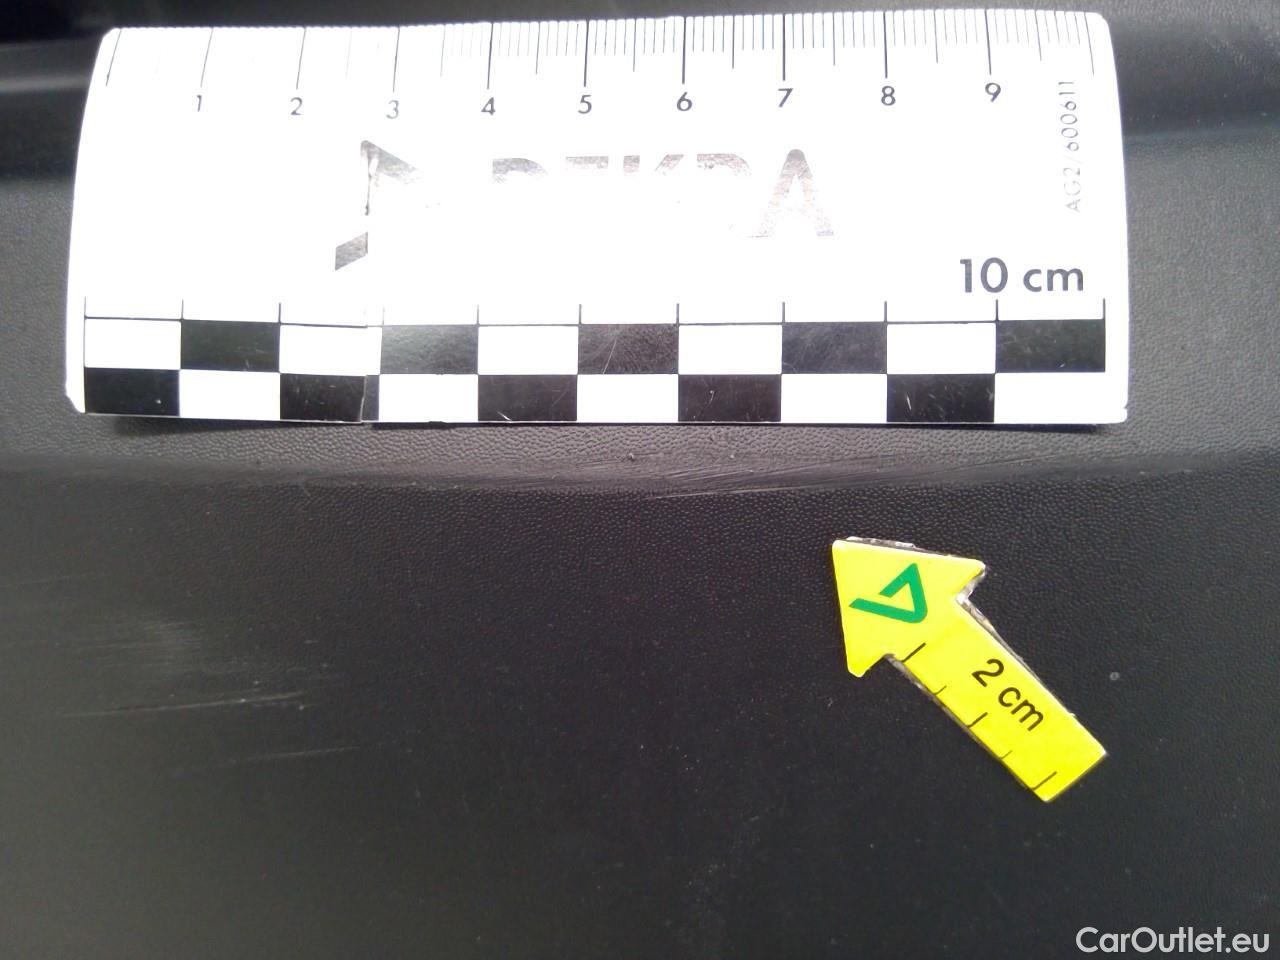 1 2 3 4 5 6 7 8 9
DEKRA
AG2/600611
10 cm
2 cm
CarOutlet.eu